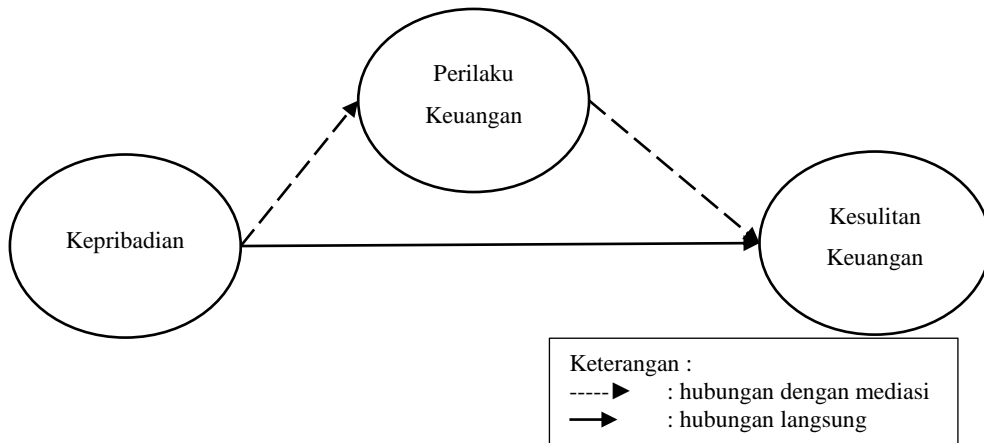 Perilaku
Keuangan
Kepribadian
Kesulitan
Keuangan
Keterangan :
: hubungan dengan mediasi
: hubungan langsung